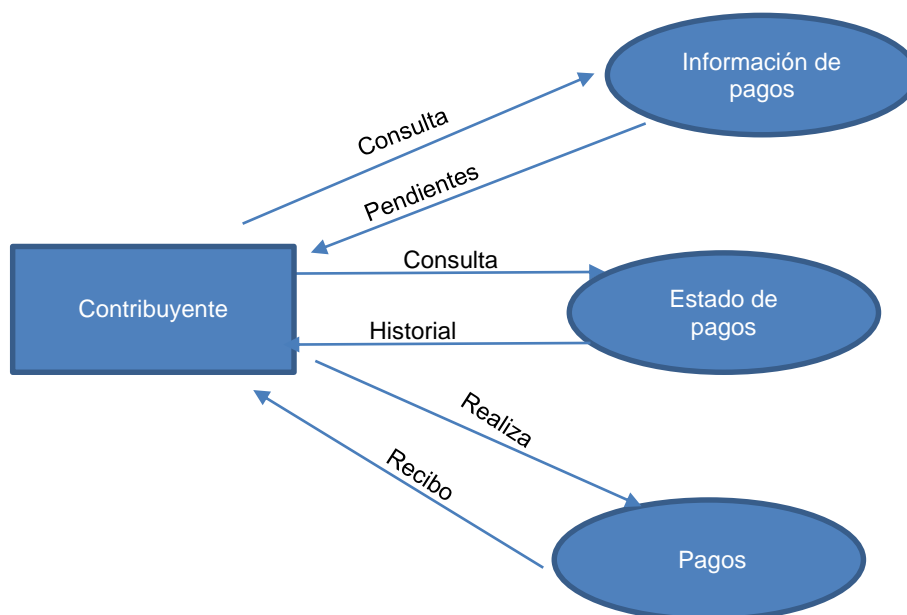 Información de
pagos
Consulta
Pendientes
Consulta
Contribuyente
Estado de
pagos
Historial
Realiza
Recibo
Pagos